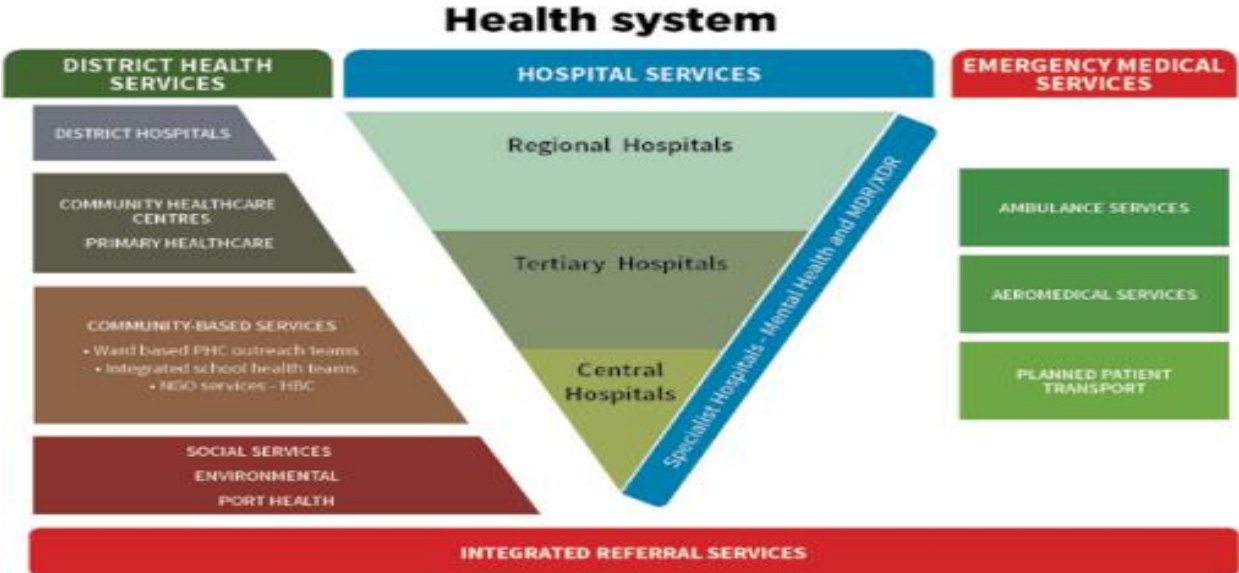 Health system
DISTRICT HEALTH
SERVICES
HOSPITAL SERVICES
EMERGENCY MEDICAL
SERVICES
DISTRICT HOSPITALS
COMMUNITY HEALTHCARE
CENTRES
PRIMARY HEALTHCARE
COMMUNITY-BASED SERVICES
• Ward based PHC outreach teams
• Integrated school health teams
• NGO services - HBC
SOCIAL SERVICES
ENVIRONMENTAL
PORT HEALTH
Regional Hospitals
Tertiary Hospitals
Central
Hospitals
Specialist Hospitals - Mental Health and MDR/XDR
AMBULANCE SERVICES
AEROMEDICAL SERVICES
PLANNED PATIENT
TRANSPORT
INTEGRATED REFERRAL SERVICES